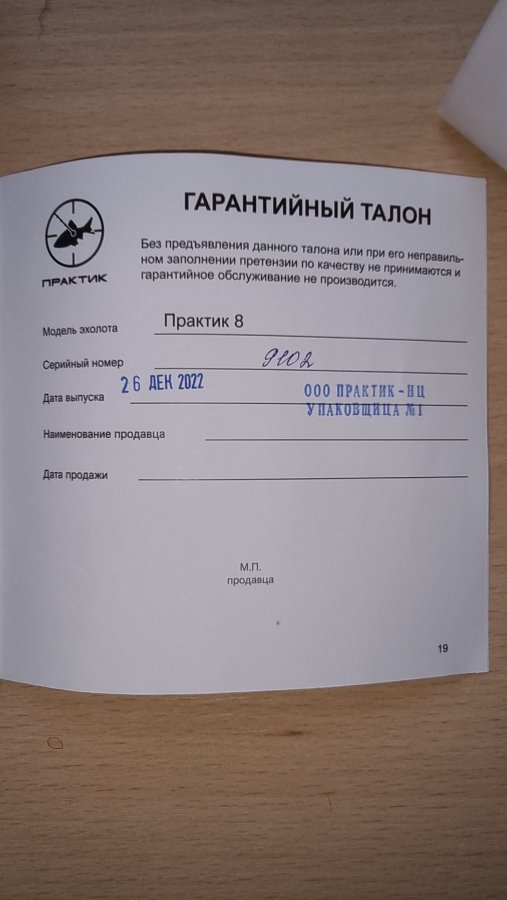 ГАРАНТИЙНЫЙ ТАЛОН
ПРАКТИК
Без предъявления данного талона или при его неправиль-
ном заполнении претензии по качеству не принимаются и
гарантийное обслуживание не производится.
Модель эхолота Практик 8
Серийный номер 9102
Дата выпуска 26 ДЕК 2022 ООО ПРАКТИК-НЦ
УПАКОВЩИЦА №1
Наименование продавца
Дата продажи
М.П.
продавца
19